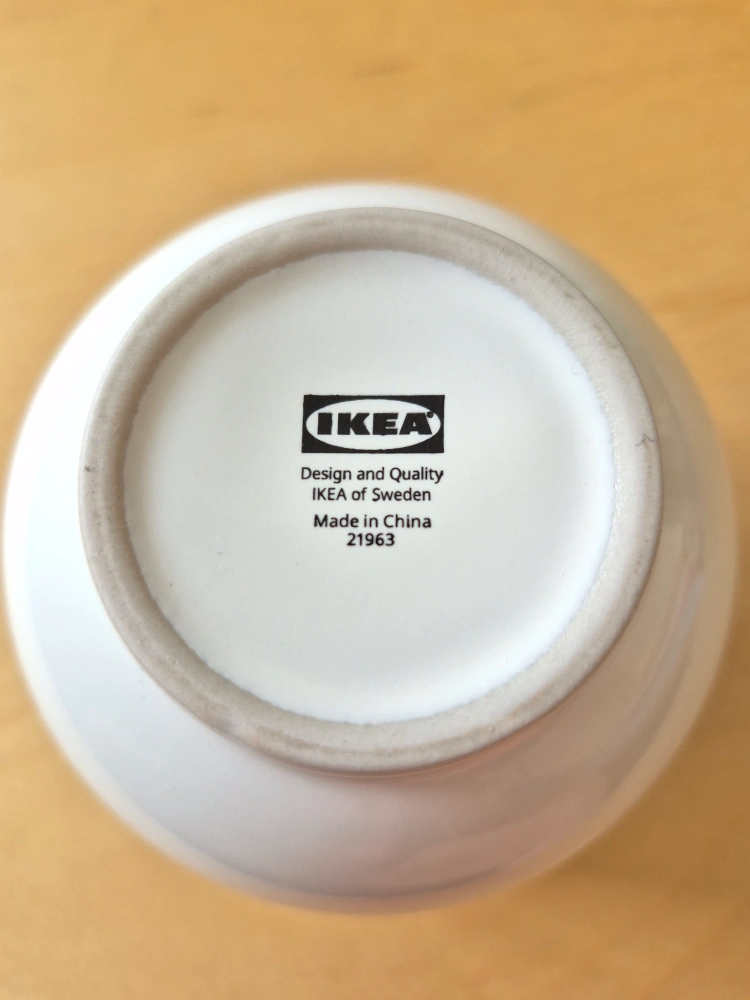 IKEA®
Design and Quality
IKEA of Sweden
Made in China
21963